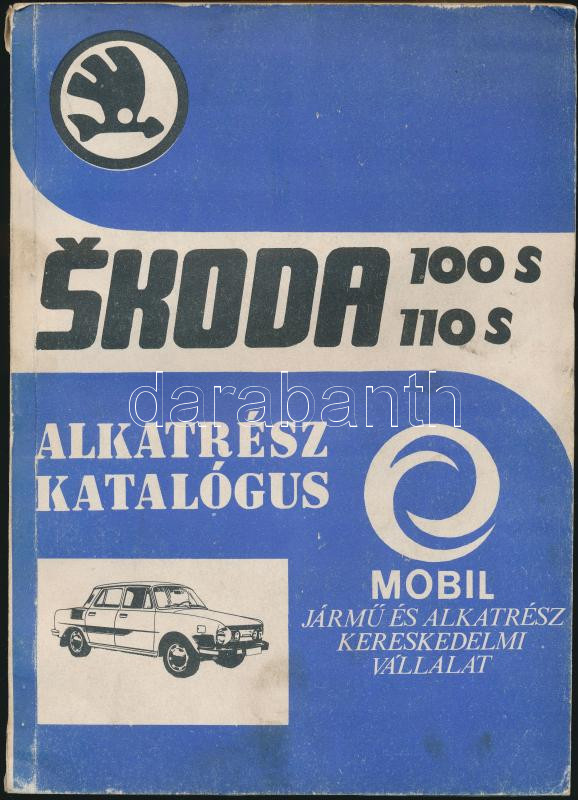 ŠKODA 100 S
110 S
darabanth
ALKATRÉSZ
KATALÓGUS
MOBIL
JÁRMŰ ÉS ALKATRÉSZ
KERESKEDELMI
VÁLLALAT